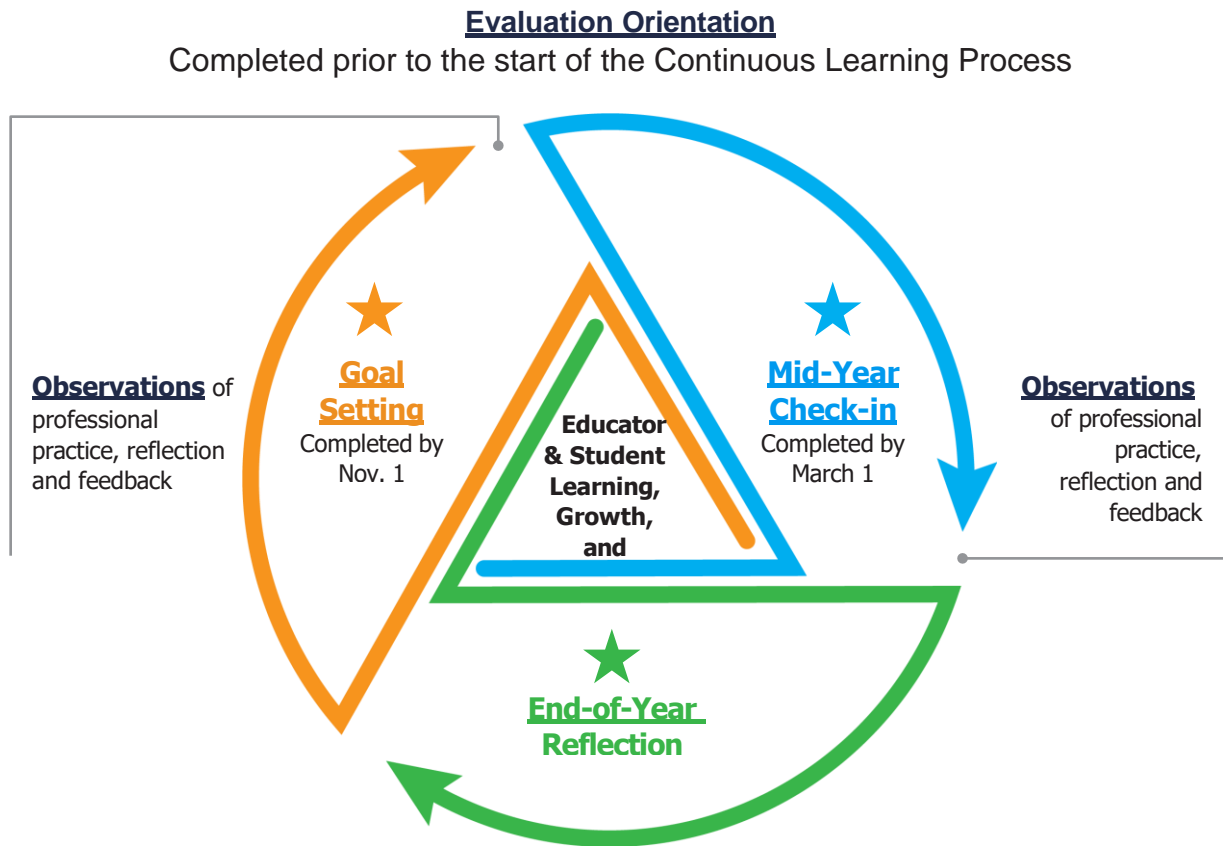 Evaluation Orientation
Completed prior to the start of the Continuous Learning Process
Observations of
professional
practice, reflection
and feedback
Goal
Setting
Completed by
Nov. 1
Educator
& Student
Learning,
Growth,
and
Mid-Year
Check-in
Completed by
March 1
Observations
of professional
practice,
reflection and
feedback
End-of-Year
Reflection